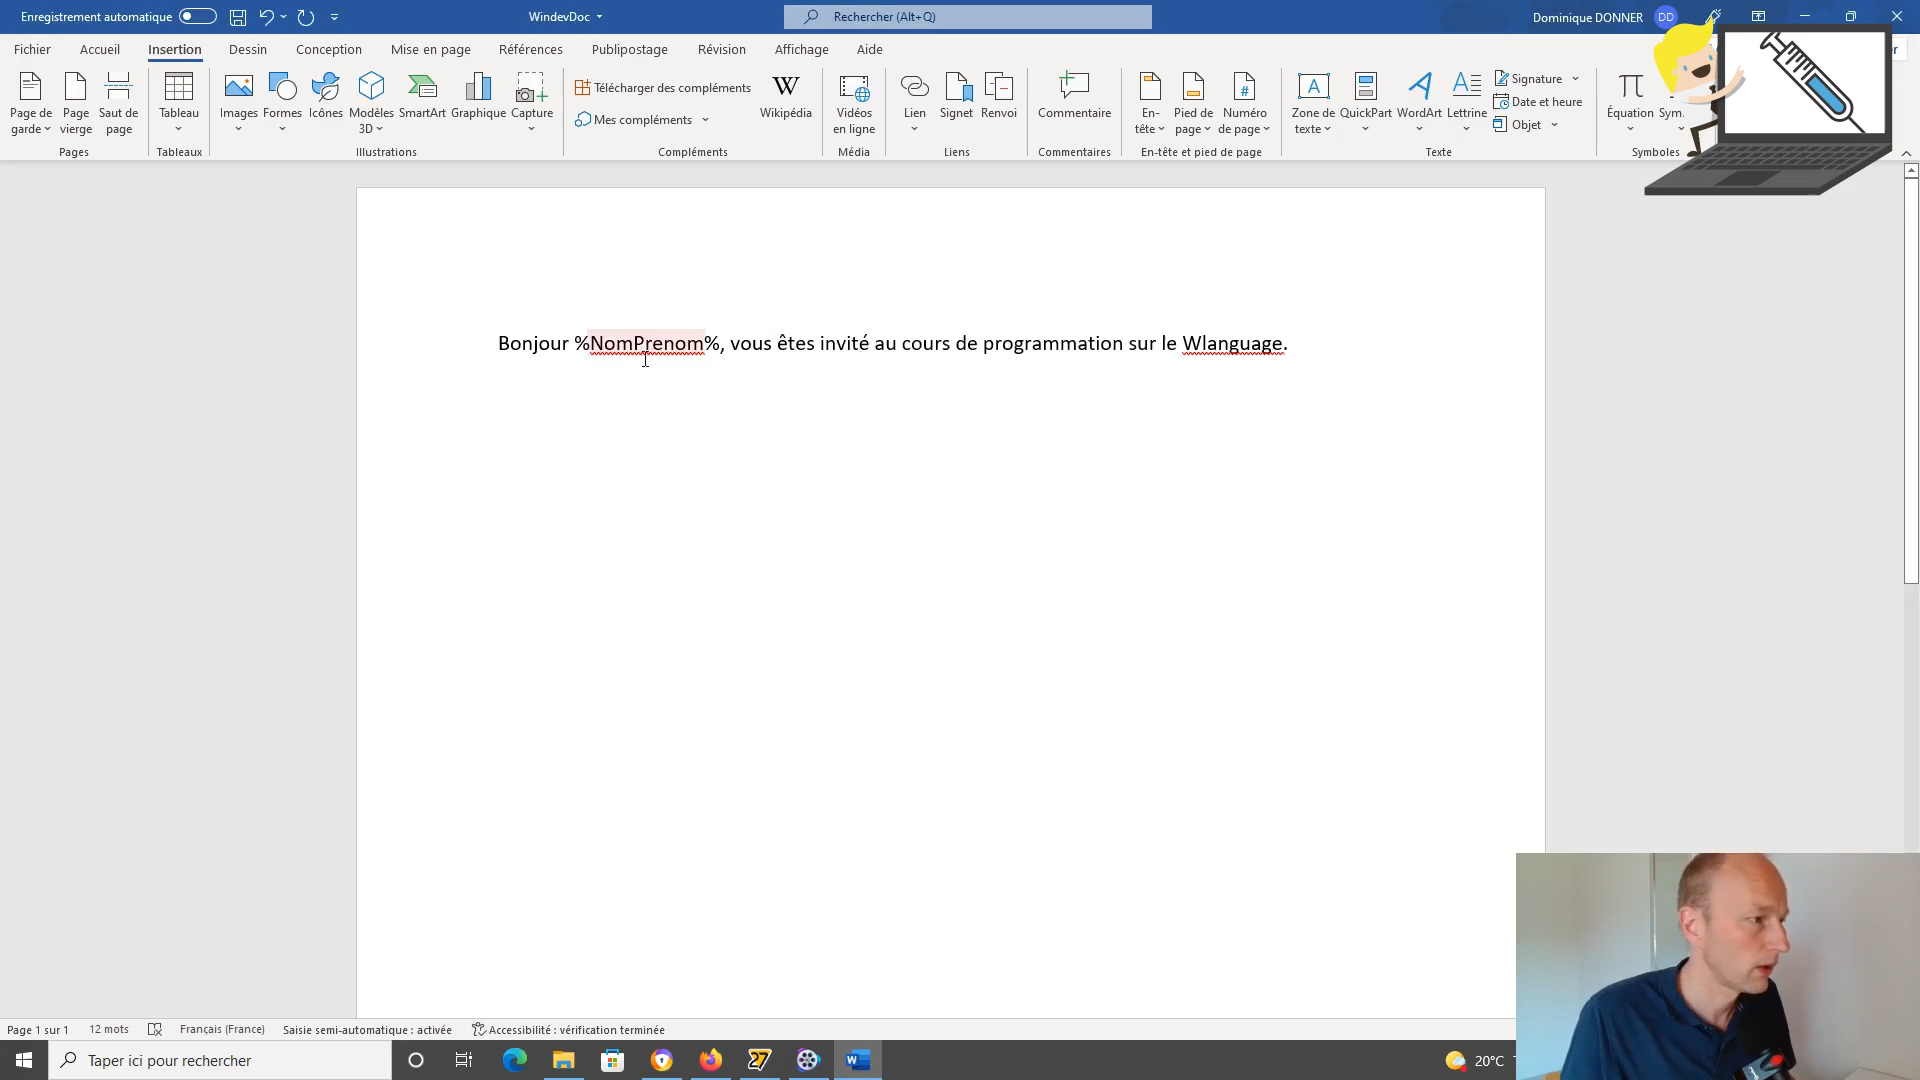 Enregistrement automatique
WindevDoc
Rechercher (Alt+Q)
Dominique DONNER
DD
Fichier Accueil Insertion Dessin Conception Mise en page Références Publipostage Révision Affichage Aide
Page de garde
Page vierge
Saut de page
Tableau
Images
Formes
Icônes
Modèles 3D
SmartArt
Graphique
Capture
Télécharger des compléments
Mes compléments
W
Wikipédia
Vidéos en ligne
Lien
Signet
Renvoi
Commentaire
En-tête
Pied de page
#
Numéro de page
A
Zone de texte
QuickPart
A
WordArt
A
Lettrine
Signature
Date et heure
Objet
π
Équation
Sym.
Pages
Tableaux
Illustrations
Compléments
Média
Liens
Commentaires
En-tête et pied de page
Texte
Symboles
Bonjour %NomPrenom%, vous êtes invité au cours de programmation sur le Wlanguage.
Page 1 sur 1
12 mots
Français (France)
Saisie semi-automatique : activée
Accessibilité : vérification terminée
Taper ici pour rechercher
27
W
20°C